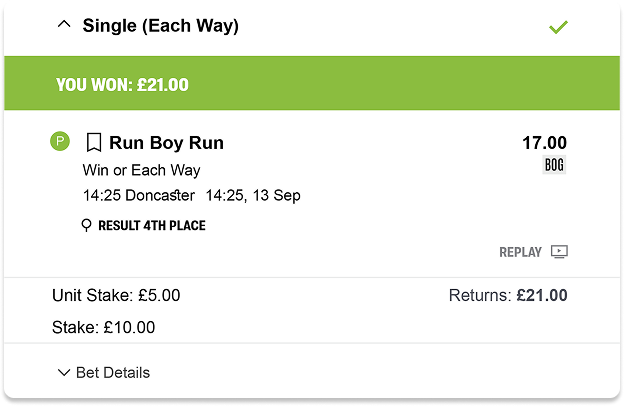 Single (Each Way)
YOU WON: £21.00
P Run Boy Run 17.00
Win or Each Way BOG
14:25 Doncaster 14:25, 13 Sep
RESULT 4TH PLACE
REPLAY
Unit Stake: £5.00 Returns: £21.00
Stake: £10.00
Bet Details